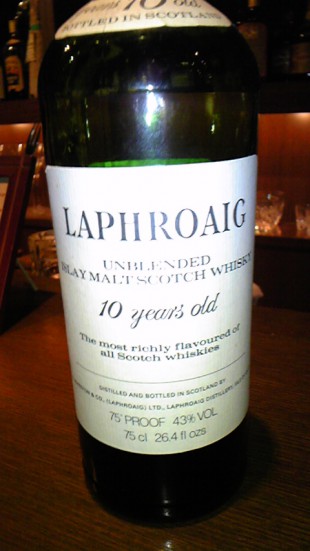 years 10 old
BOTTLED IN SCOTLAND
LAPHROAIG
UNBLENDED
ISLAY MALT SCOTCH WHISKY
10 years old
The most richly flavoured of
all Scotch whiskies
DISTILLED AND BOTTLED IN SCOTLAND BY
& CO., (LAPHROAIG) LTD., LAPHROAIG DISTILLERY,
75° PROOF 43% VOL
75 cl 26.4 fl ozs